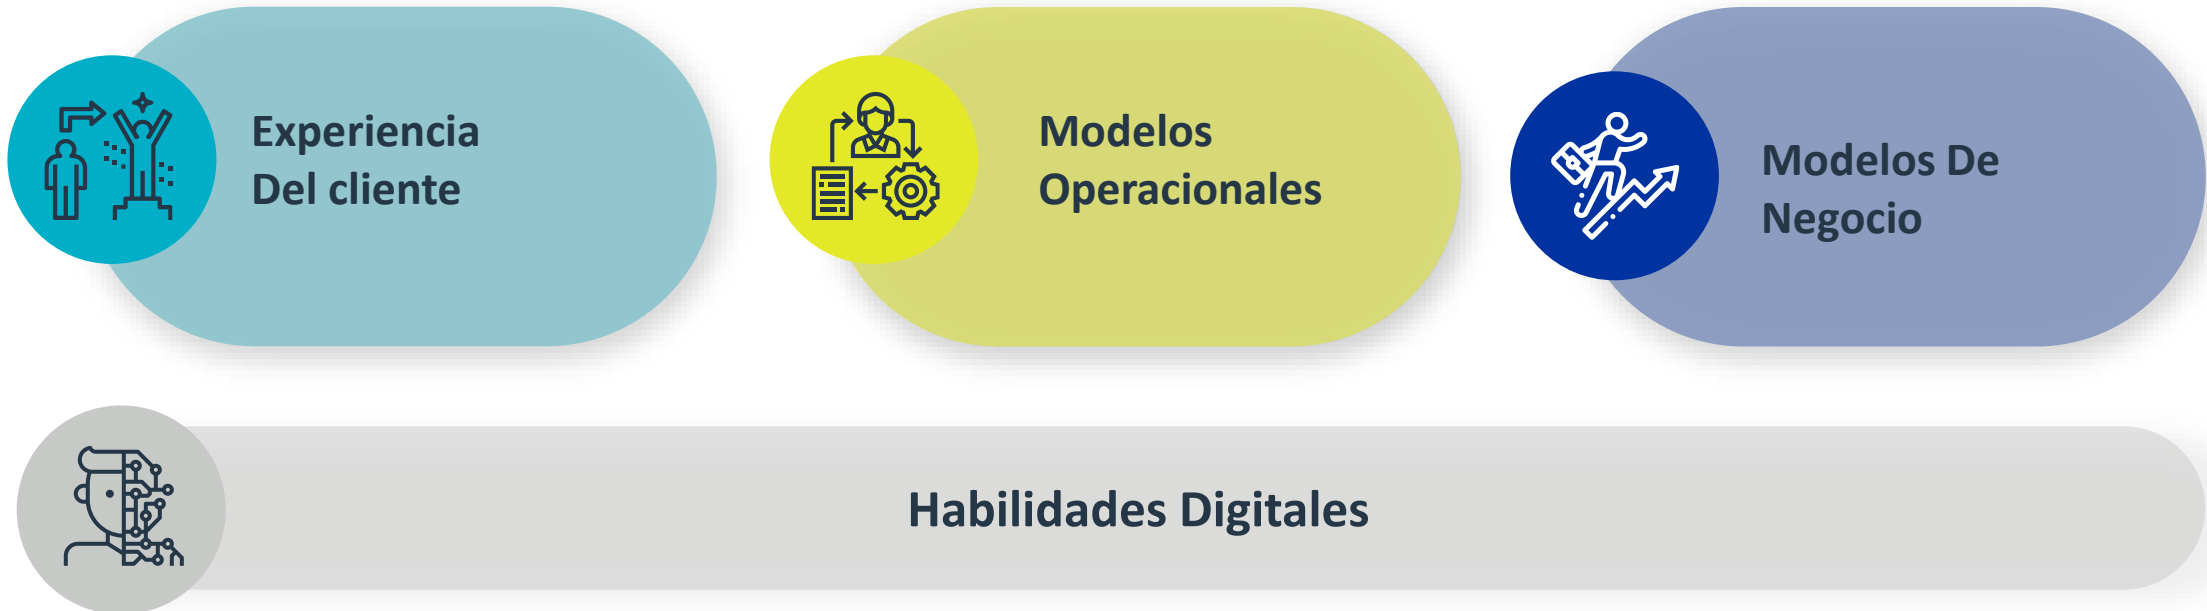 Experiencia
Del cliente
Modelos
Operacionales
Modelos De
Negocio
Habilidades Digitales